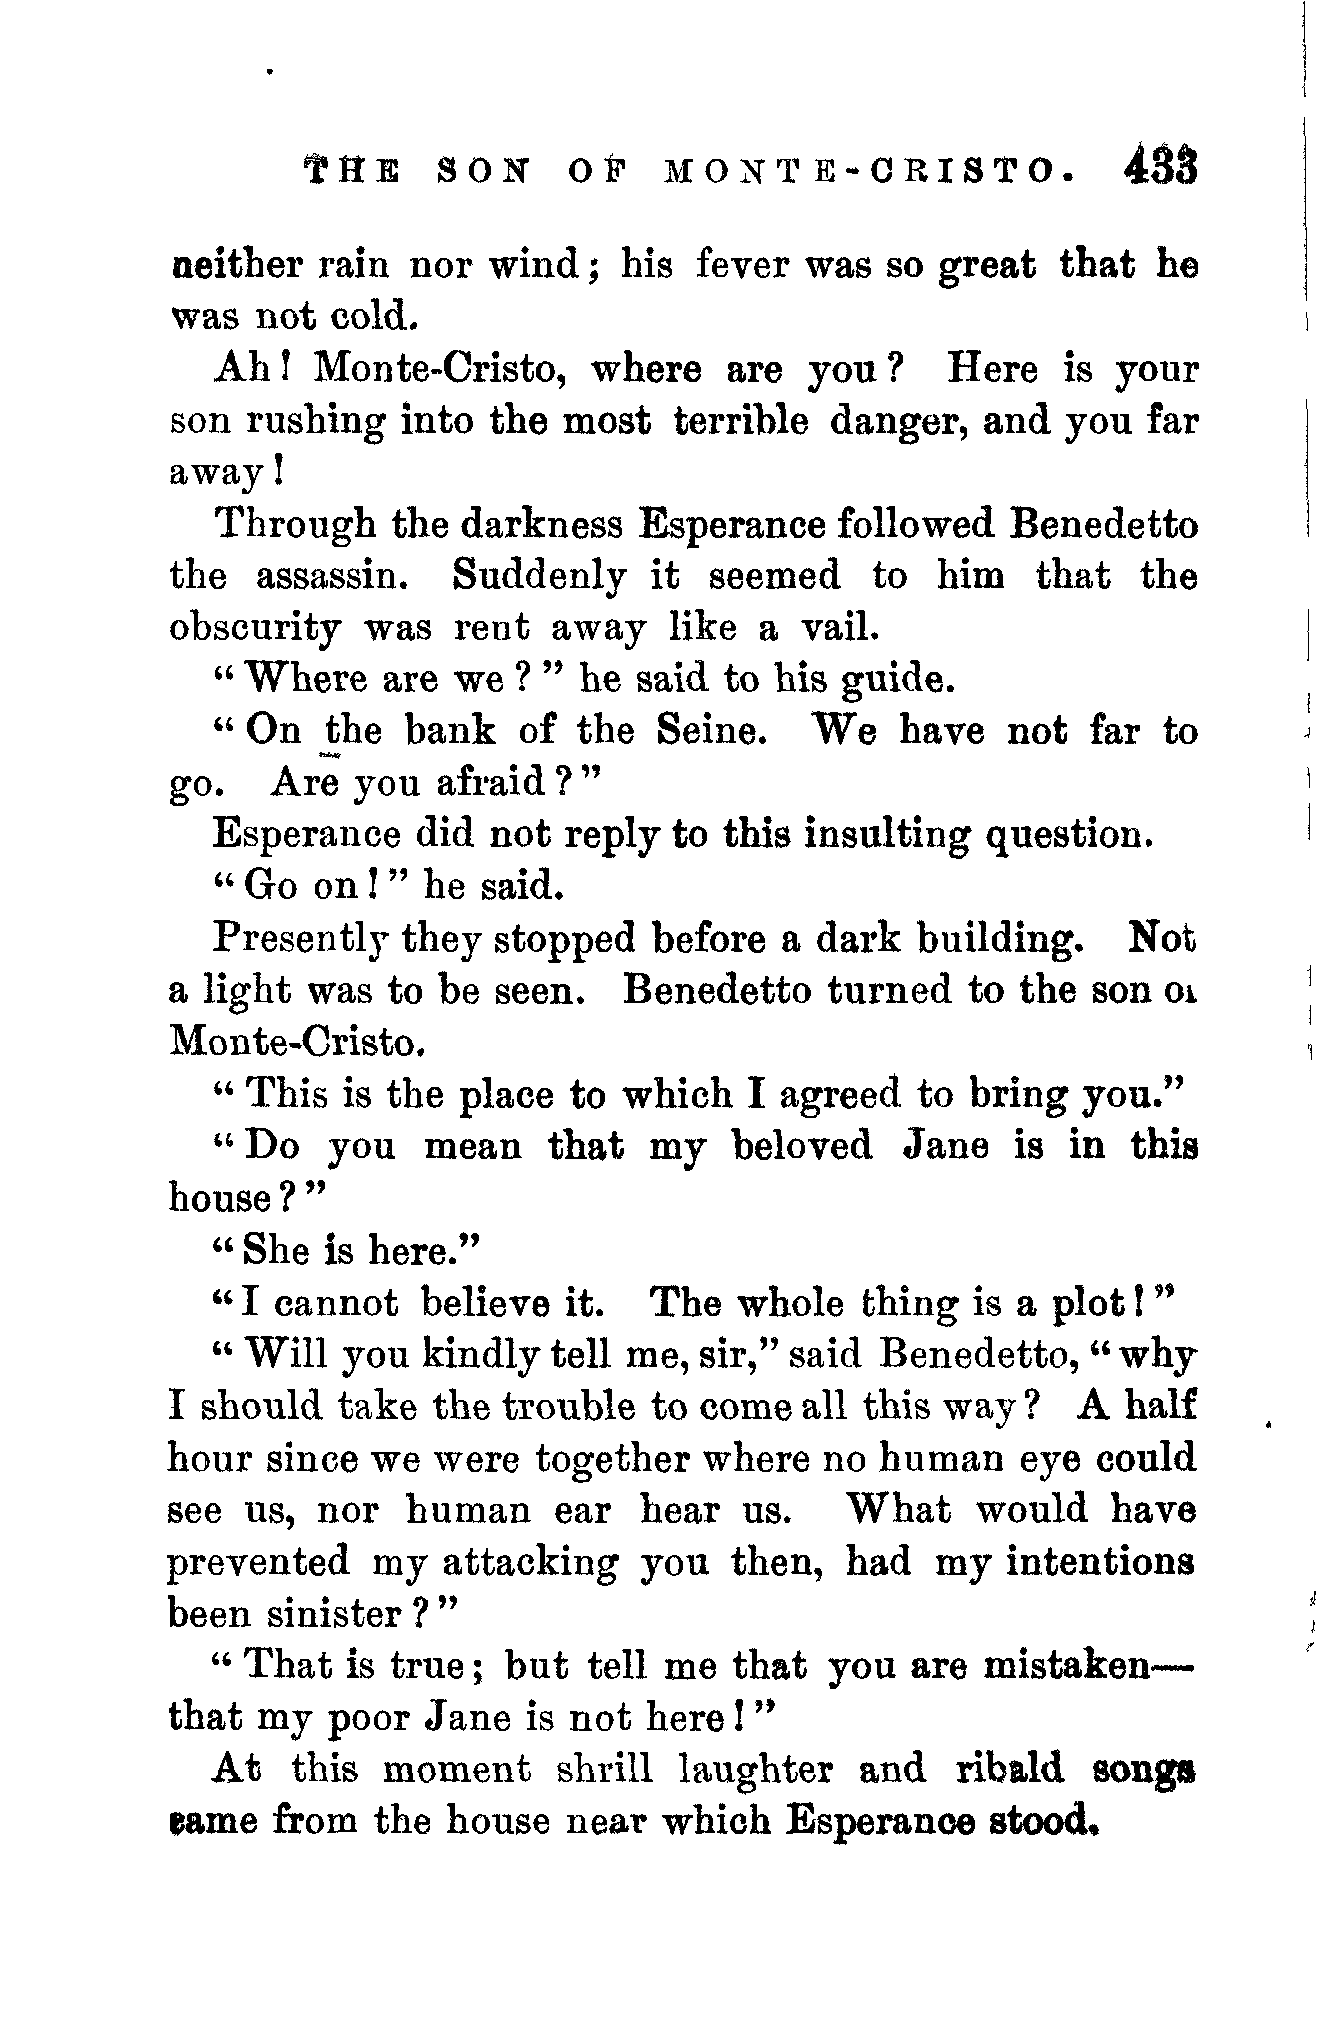 THE SON OF MONTE-CRISTO. 433
neither rain nor wind; his fever was so great that he
was not cold.
Ah! Monte-Cristo, where are you? Here is your
son rushing into the most terrible danger, and you far
away!
Through the darkness Esperance followed Benedetto
the assassin. Suddenly it seemed to him that the
obscurity was rent away like a vail.
"Where are we?" he said to his guide.
"On the bank of the Seine. We have not far to
go. Are you afraid?"
Esperance did not reply to this insulting question.
"Go on!" he said.
Presently they stopped before a dark building. Not
a light was to be seen. Benedetto turned to the son of
Monte-Cristo.
"This is the place to which I agreed to bring you."
"Do you mean that my beloved Jane is in this
house?"
"She is here."
"I cannot believe it. The whole thing is a plot!"
"Will you kindly tell me, sir," said Benedetto, "why
I should take the trouble to come all this way? A half
hour since we were together where no human eye could
see us, nor human ear hear us. What would have
prevented my attacking you then, had my intentions
been sinister?"
"That is true; but tell me that you are mistaken—
that my poor Jane is not here!"
At this moment shrill laughter and ribald songs
came from the house near which Esperance stood.